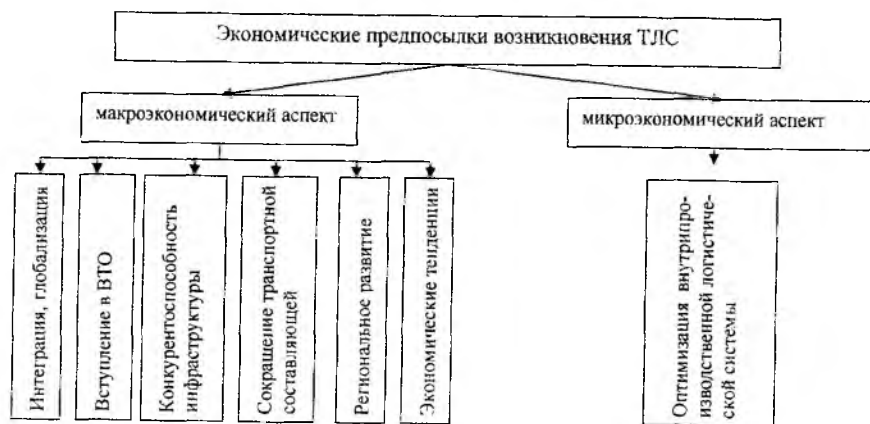 Экономические предпосылки возникновения ТЛС
макроэкономический аспект
микроэкономический аспект
Интеграция, глобализация
Вступление в ВТО
Конкурентоспособность
инфраструктуры
Сокращение транспортной
составляющей
Региональное развитие
Экономические тенденции
Оптимизация внутрипро-
изводственной логистиче-
ской системы